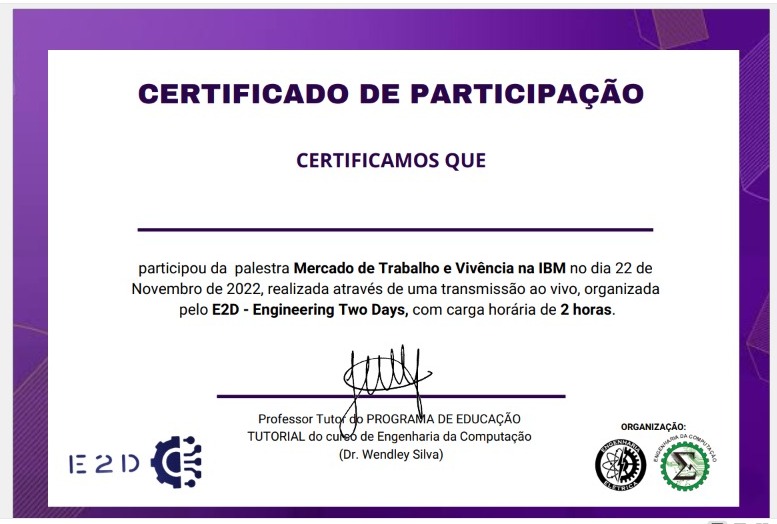 CERTIFICADO DE PARTICIPAÇÃO
CERTIFICAMOS QUE
participou da palestra Mercado de Trabalho e Vivência na IBM no dia 22 de
Novembro de 2022, realizada através de uma transmissão ao vivo, organizada
pelo E2D - Engineering Two Days, com carga horária de 2 horas.
Professor Tutor do PROGRAMA DE EDUCAÇÃO
TUTORIAL do curso de Engenharia da Computação
(Dr. Wendley Silva)
E2D
ORGANIZAÇÃO:
ENGENHARIA
ELÉTRICA
ENGENHARIA DA COMPUTAÇÃO